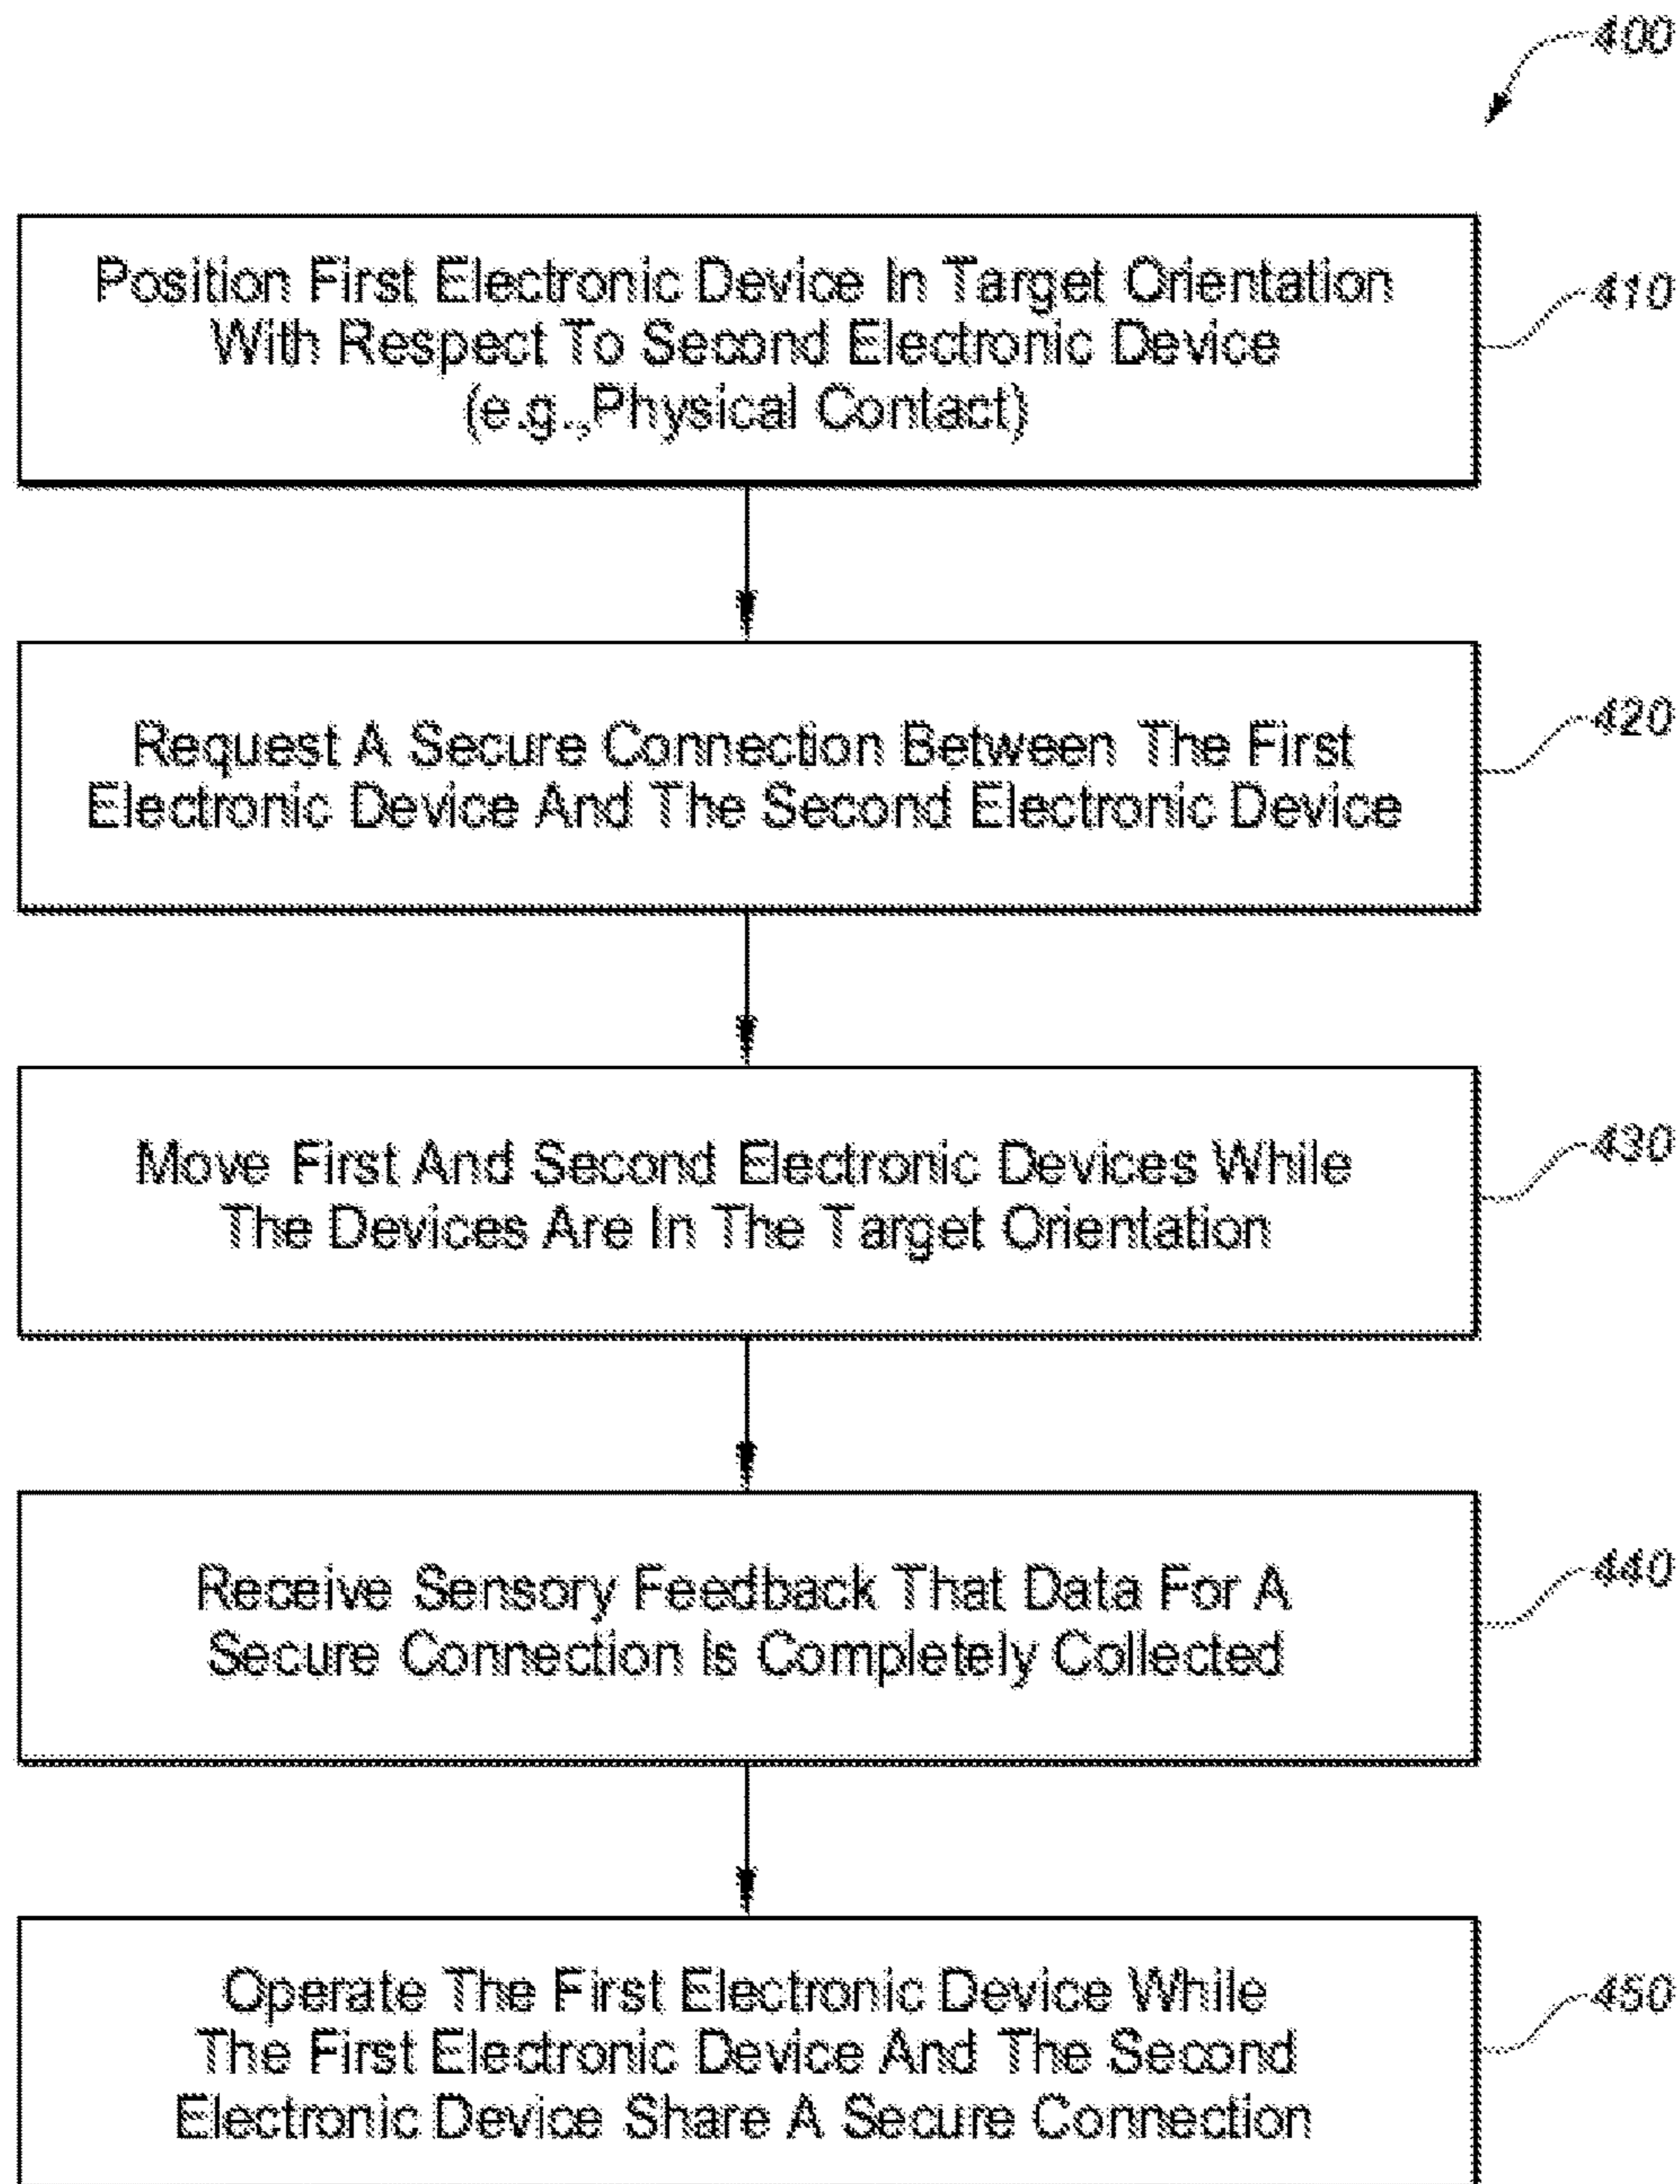 400
Position First Electronic Device In Target Orientation
With Respect To Second Electronic Device
(e.g.,Physical Contact)
410
Request A Secure Connection Between The First
Electronic Device And The Second Electronic Device
420
Move First And Second Electronic Devices While
The Devices Are In The Target Orientation
430
Receive Sensory Feedback That Data For A
Secure Connection Is Completely Collected
440
Operate The First Electronic Device While
The First Electronic Device And The Second
Electronic Device Share A Secure Connection
450